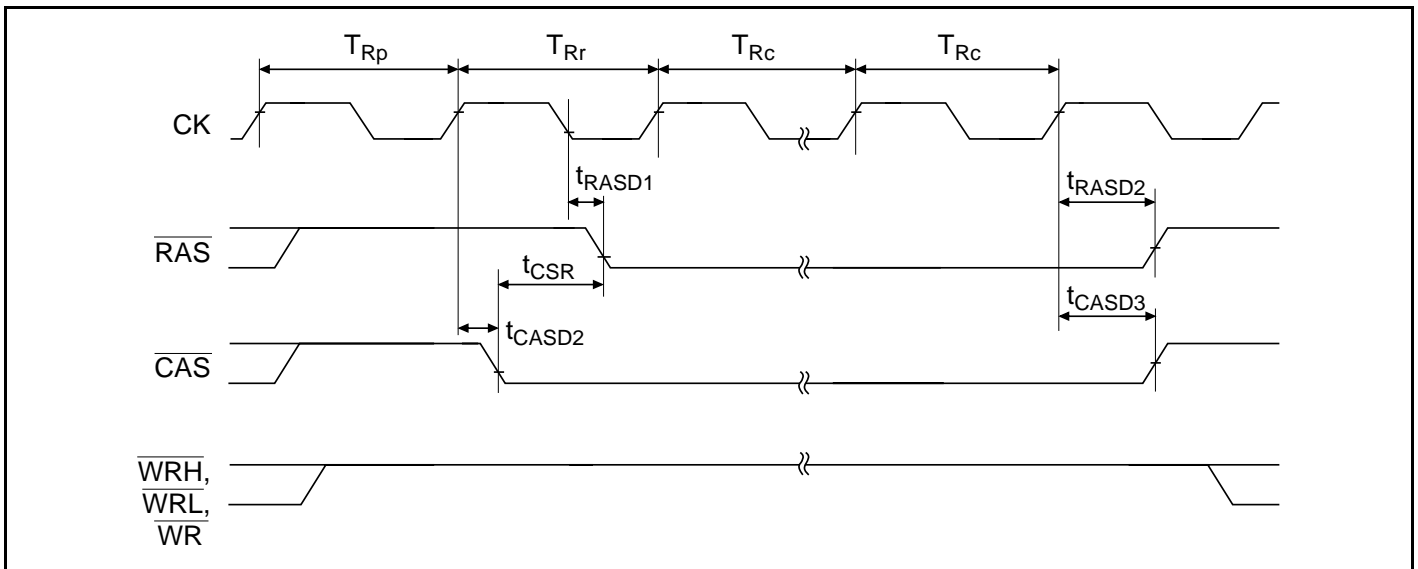 TRp TRr TRc TRc
CK
tRASD1 tRASD2
RAS
tCSR
tCASD3
tCASD2
CAS
WRH,
WRL,
WR